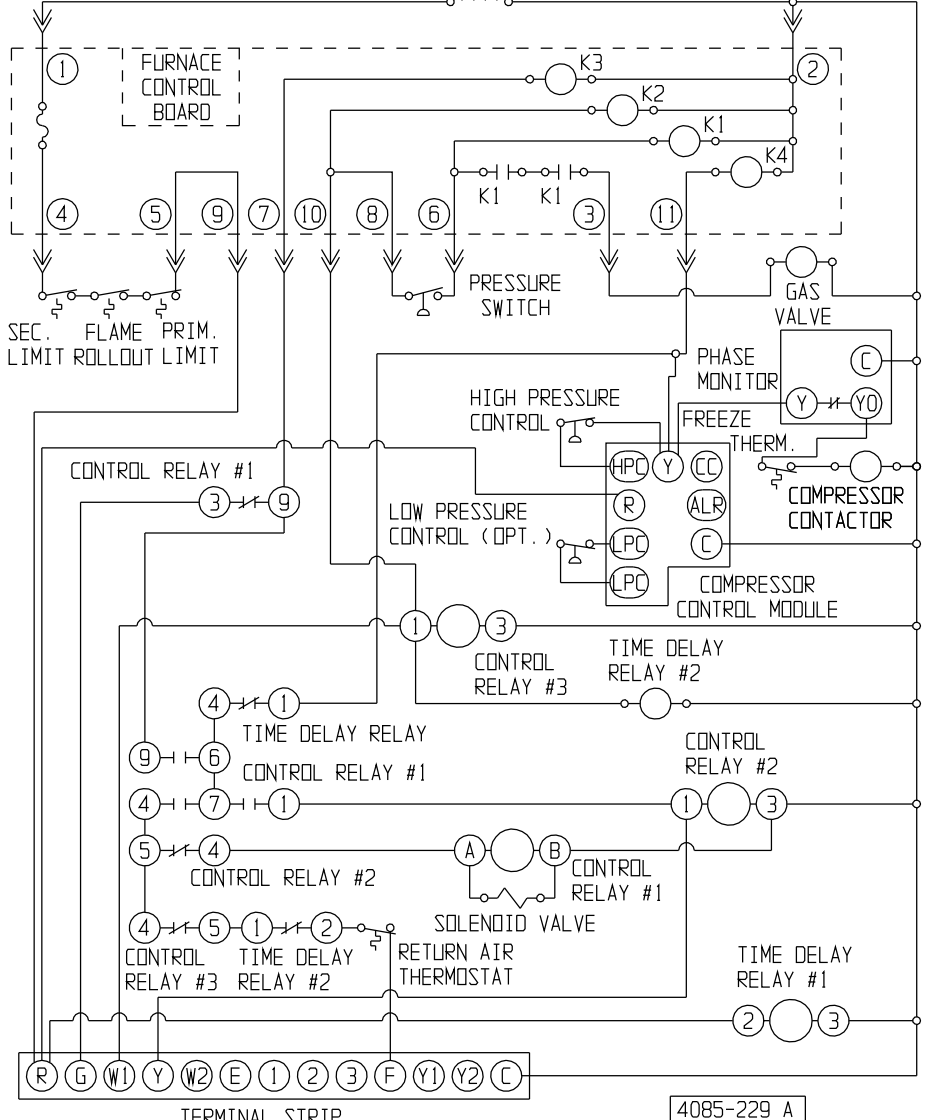 1
FURNACE
CONTROL
BOARD
K3
2
K2
K1
K4
K1
K1
4
5
9
7
10
8
6
3
11
SEC.
LIMIT
FLAME
ROLLOUT
PRIM.
LIMIT
PRESSURE
SWITCH
GAS
VALVE
PHASE
MONITOR
C
Y
YO
HIGH PRESSURE
CONTROL
FREEZE
THERM.
HPC
Y
CC
R
ALR
LPC
C
LPC
COMPRESSOR
CONTACTOR
CONTROL RELAY #1
3
9
LOW PRESSURE
CONTROL (OPT.)
COMPRESSOR
CONTROL MODULE
1
3
CONTROL
RELAY #3
TIME DELAY
RELAY #2
4
1
TIME DELAY RELAY
9
6
CONTROL RELAY #1
CONTROL
RELAY #2
4
7
1
1
3
5
4
CONTROL RELAY #2
A
B
CONTROL
RELAY #1
SOLENOID VALVE
4
5
1
2
CONTROL
RELAY #3
TIME DELAY
RELAY #2
RETURN AIR
THERMOSTAT
TIME DELAY
RELAY #1
2
3
R G W1 Y W2 E 1 2 3 F Y1 Y2 C
TERMINAL STRIP
4085-229 A